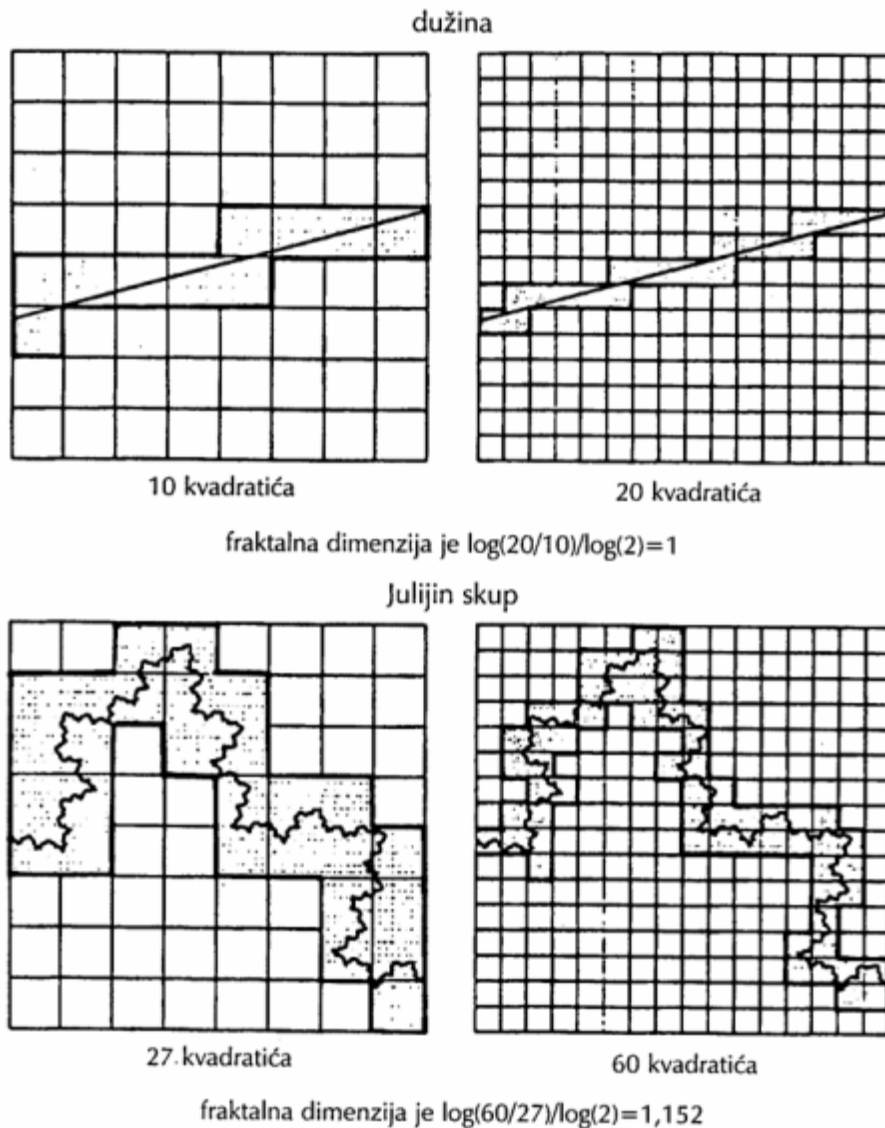 dužina
10 kvadratića
20 kvadratića
fraktalna dimenzija je log(20/10)/log(2)=1
Julijin skup
27.kvadratića
60 kvadratića
fraktalna dimenzija je log(60/27)/log(2)=1,152